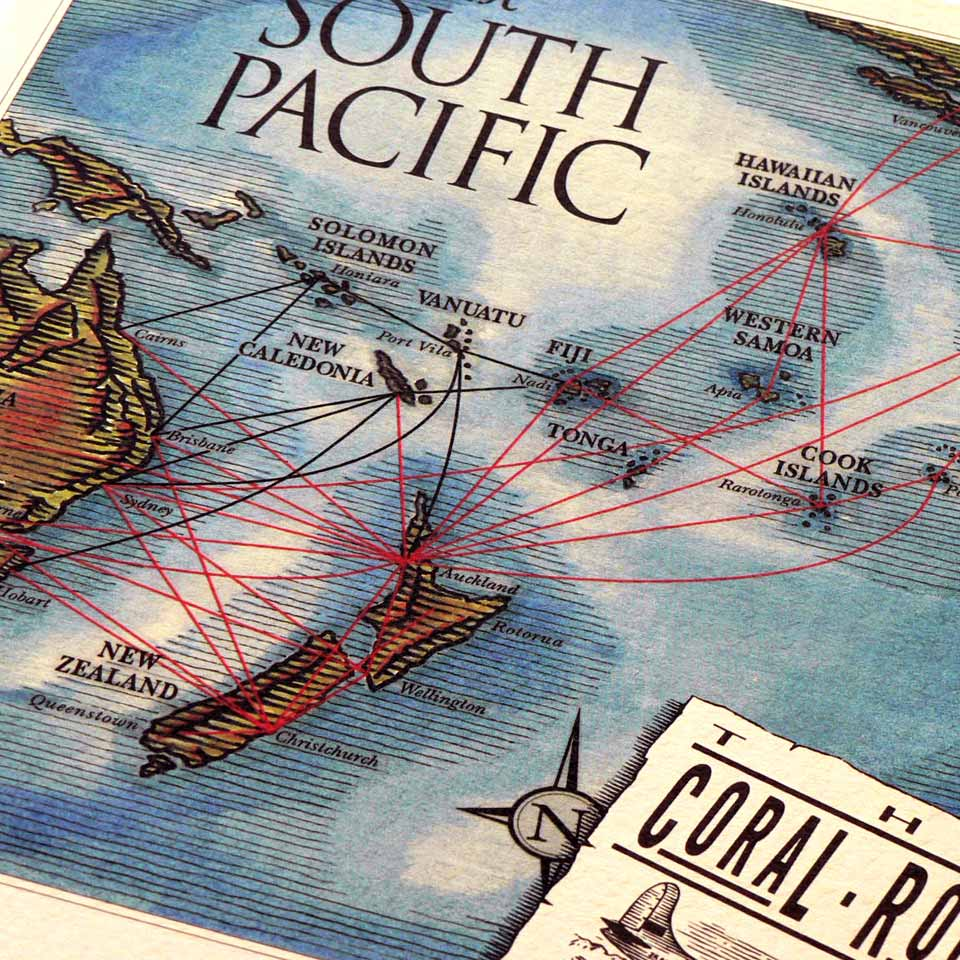 SOUTH
PACIFIC
Vancouve
HAWAIIAN
ISLANDS
Honolulu
SOLOMON
ISLANDS
Honiara
VANUATU
Port Vila
Cairns
NEW
CALEDONIA
FIJI
Nadi
WESTERN
SAMOA
Apia
A
Brisbane
TONGA
COOK
ISLANDS
Rarotonga
Sydney
Auckland
Hobart
Rotorua
NEW
ZEALAND
Wellington
Queenstown
Christchurch
N
T H
CORAL·RO